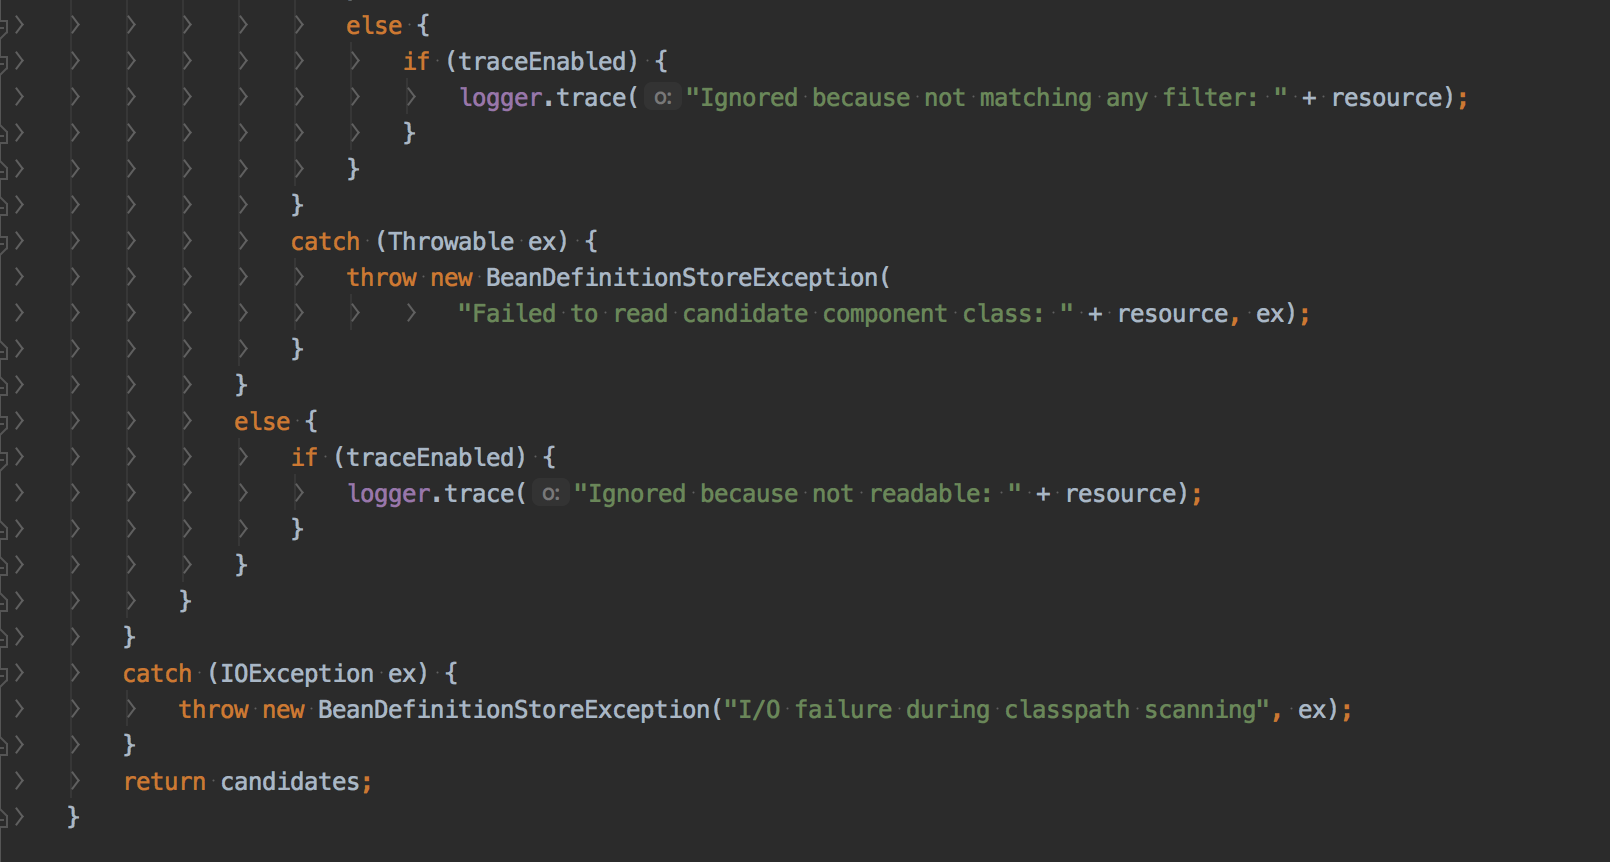 else {
if (traceEnabled) {
logger.trace( o: "Ignored because not matching any filter: " + resource);
}
}
}
catch (Throwable ex) {
throw new BeanDefinitionStoreException(
"Failed to read candidate component class: " + resource, ex);
}
}
else {
if (traceEnabled) {
logger.trace( o: "Ignored because not readable: " + resource);
}
}
}
}
catch (IOException ex) {
throw new BeanDefinitionStoreException("I/O failure during classpath scanning", ex);
}
return candidates;
}